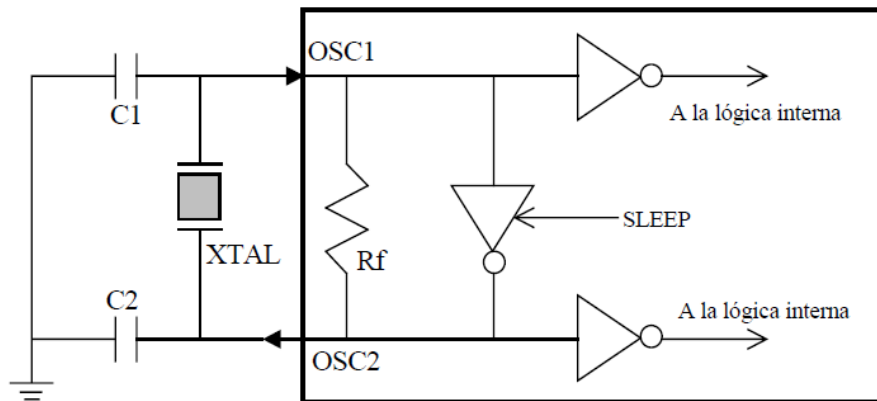 OSC1
C1
A la lógica interna
SLEEP
XTAL
Rf
C2
A la lógica interna
OSC2